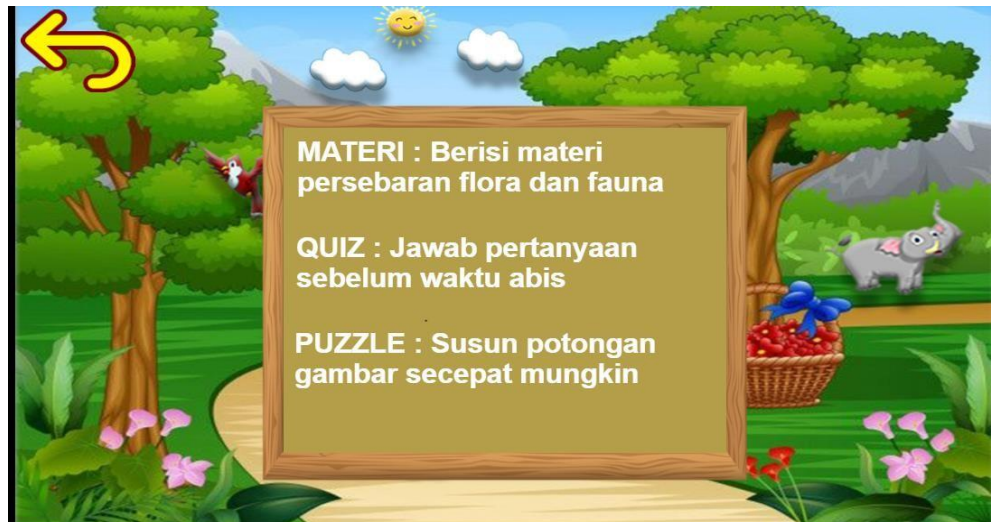 MATERI : Berisi materi
persebaran flora dan fauna
QUIZ : Jawab pertanyaan
sebelum waktu abis
PUZZLE : Susun potongan
gambar secepat mungkin